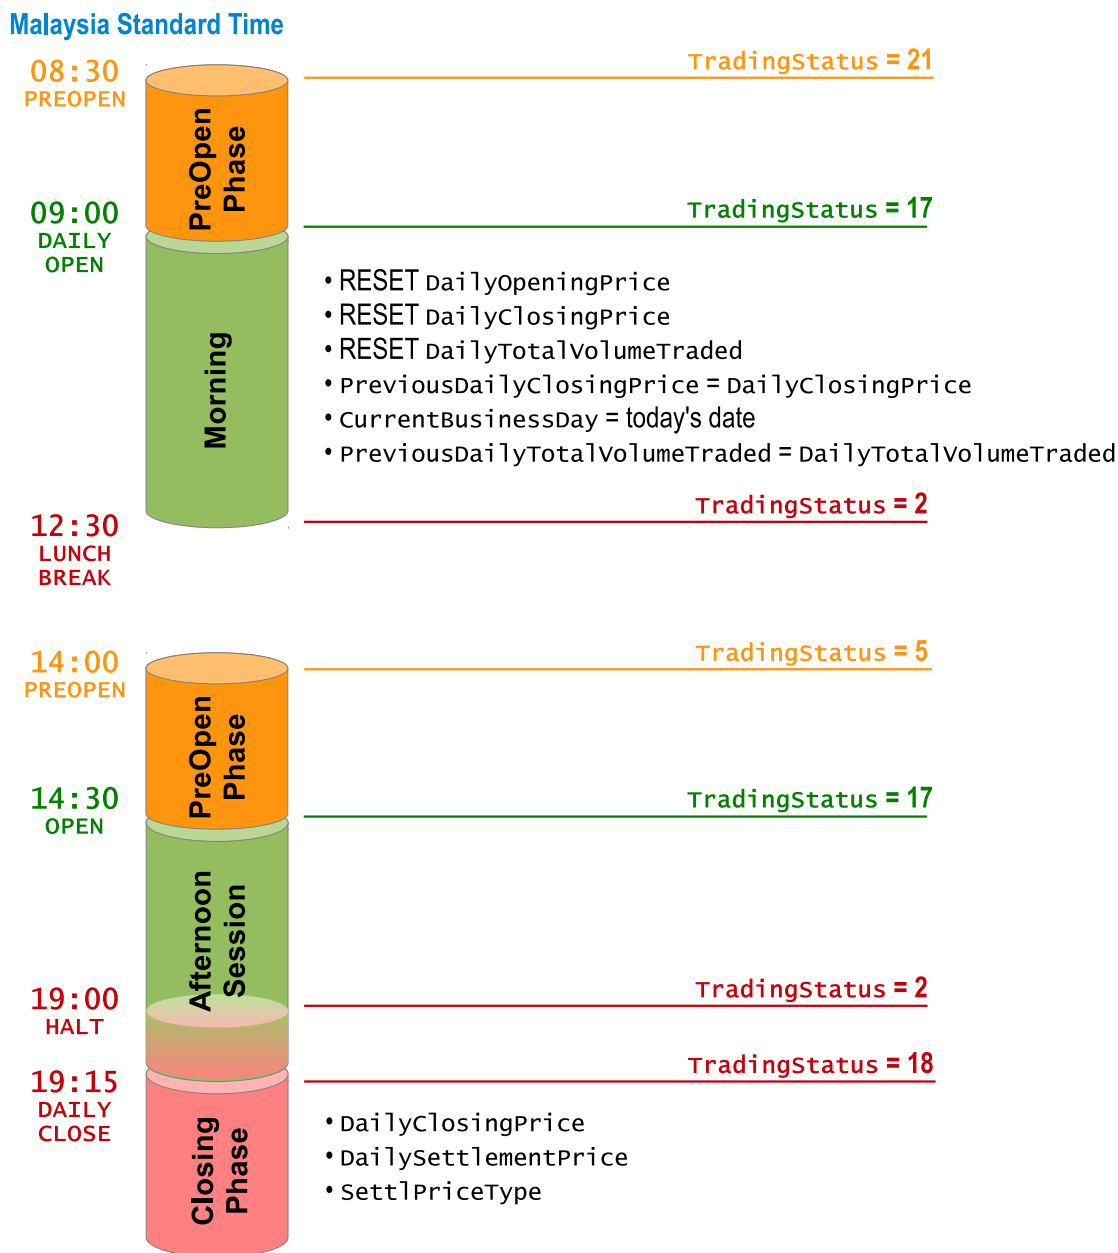 Malaysia Standard Time
08:30
PREOPEN
TradingStatus = 21
PreOpen
Phase
09:00
DAILY
OPEN
TradingStatus = 17
Morning
• RESET DailyOpeningPrice
• RESET DailyClosingPrice
• RESET DailyTotalVolumeTraded
• PreviousDailyClosingPrice = DailyClosingPrice
• CurrentBusinessDay = today's date
• PreviousDailyTotalVolumeTraded = DailyTotalVolumeTraded
12:30
LUNCH
BREAK
TradingStatus = 2
14:00
PREOPEN
TradingStatus = 5
PreOpen
Phase
14:30
OPEN
TradingStatus = 17
Afternoon
Session
19:00
HALT
TradingStatus = 2
19:15
DAILY
CLOSE
TradingStatus = 18
Closing
Phase
• DailyClosingPrice
• DailySettlementPrice
• SettlPriceType